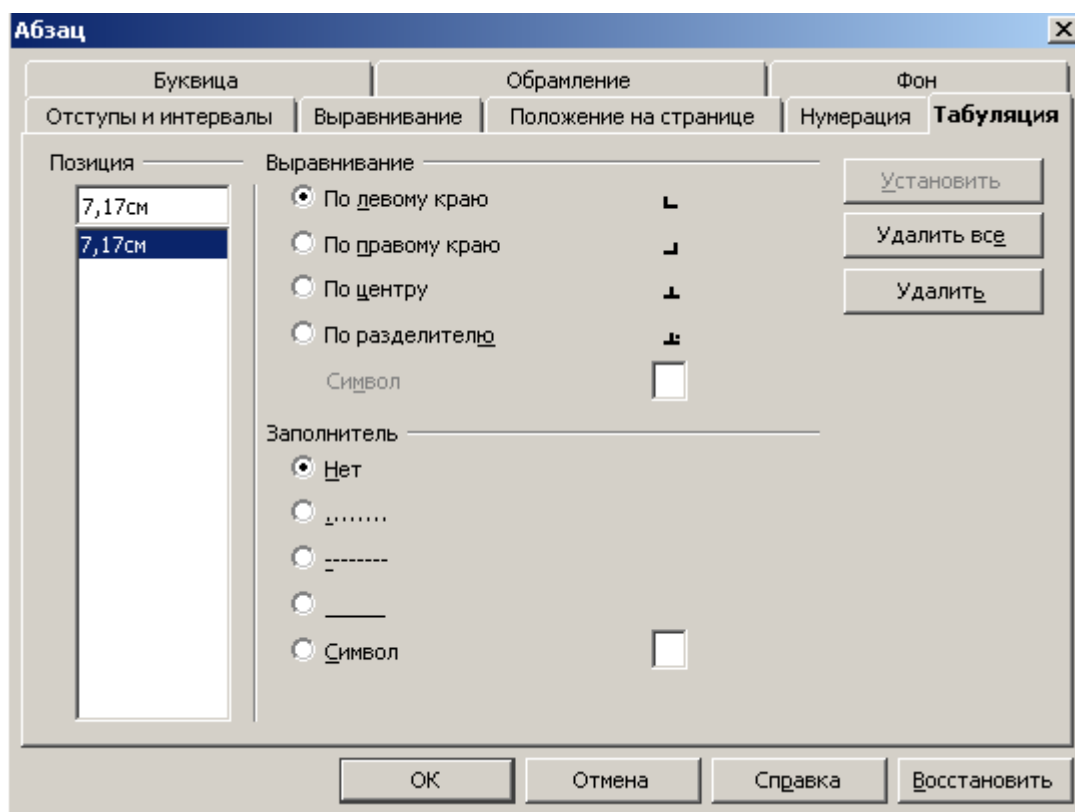 Абзац
Буквица Обрамление Фон
Отступы и интервалы Выравнивание Положение на странице Нумерация Табуляция
Позиция
7,17см
7,17см
Выравнивание
По левому краю
По правому краю
По центру
По разделителю
Символ
Заполнитель
Нет
.........
--------
______
Символ
Установить
Удалить все
Удалить
ОК Отмена Справка Восстановить